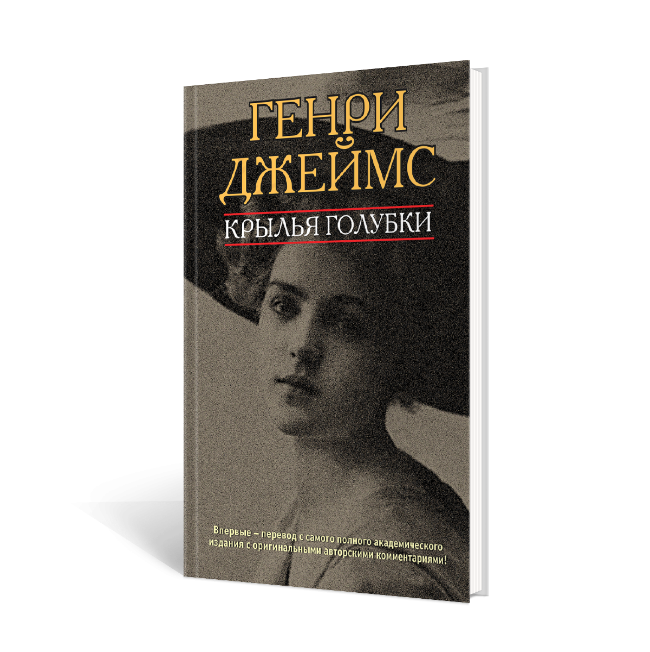 ГЕНРИ
ДЖЕЙМС
КРЫЛЬЯ ГОЛУБКИ
Впервые – перевод с самого полного академического
издания с оригинальными авторскими комментариями!